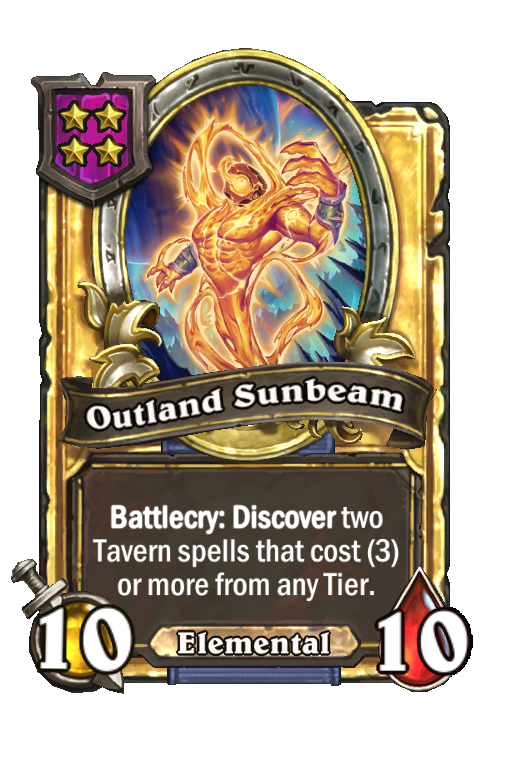 Outland Sunbeam
Battlecry: Discover two
Tavern spells that cost (3)
or more from any Tier.
10
Elemental
10